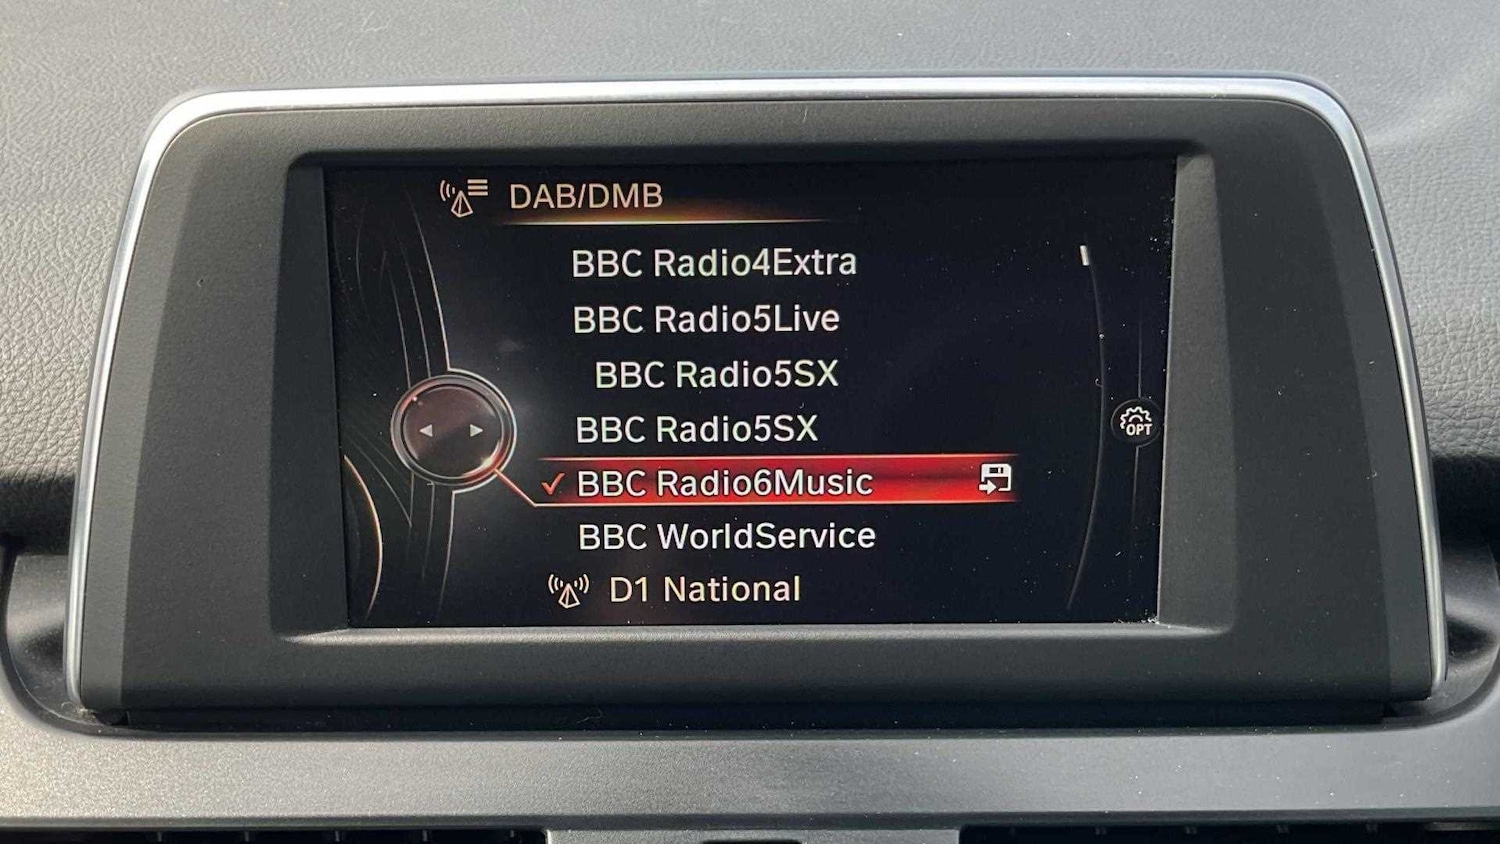 DAB/DMB
BBC Radio4Extra
BBC Radio5Live
BBC Radio5SX
BBC Radio5SX
BBC Radio6Music
BBC WorldService
D1 National
OPT